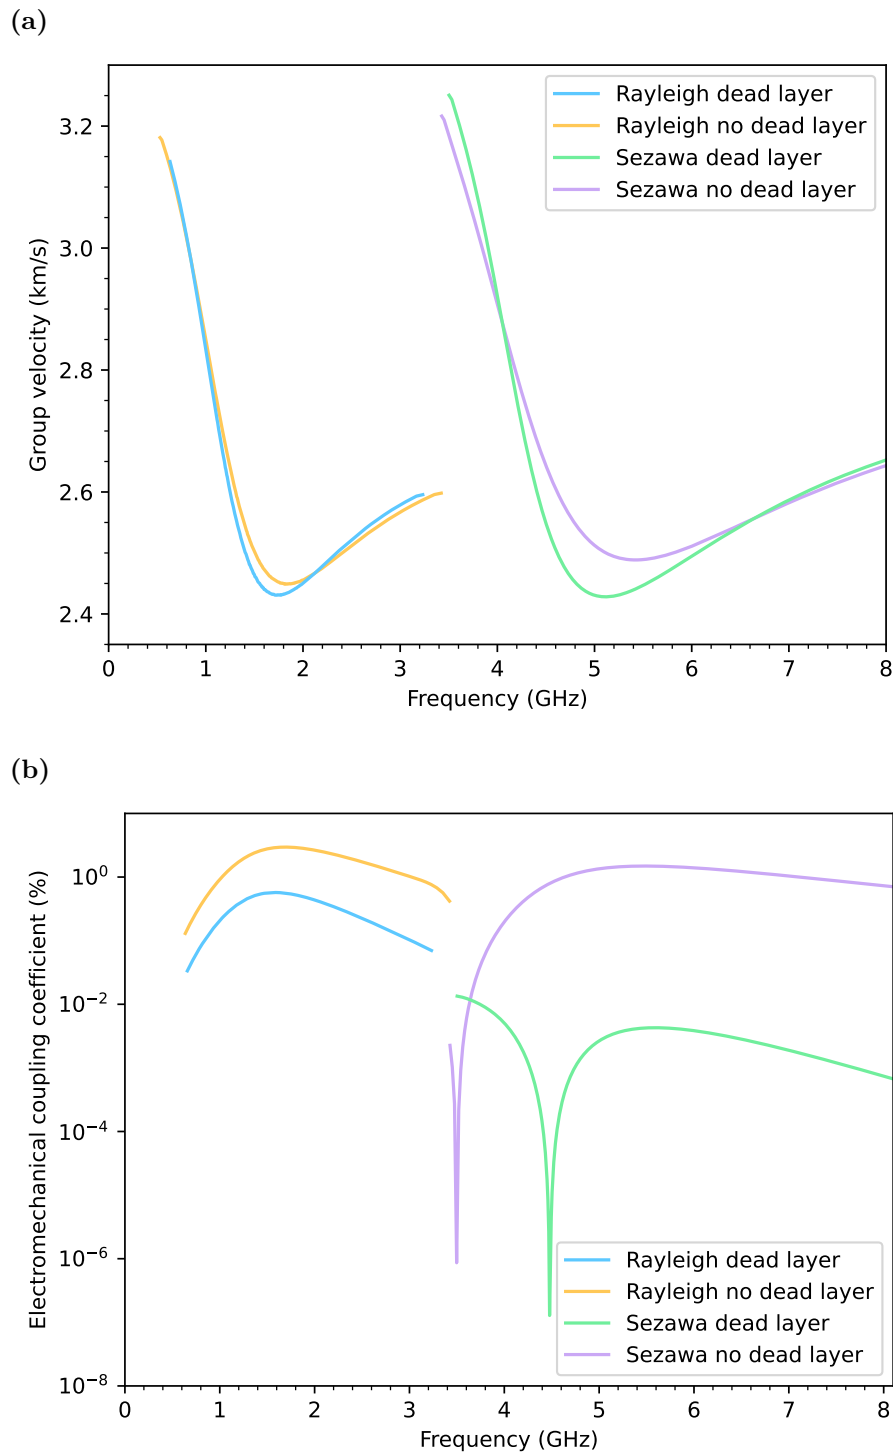 (a)
Group velocity (km/s)
3.2
3.0
2.8
2.6
2.4
Rayleigh dead layer
Rayleigh no dead layer
Sezawa dead layer
Sezawa no dead layer
0 1 2 3 4 5 6 7 8
Frequency (GHz)
(b)
Electromechanical coupling coefficient (%)
10⁰
10⁻²
10⁻⁴
10⁻⁶
10⁻⁸
Rayleigh dead layer
Rayleigh no dead layer
Sezawa dead layer
Sezawa no dead layer
0 1 2 3 4 5 6 7 8
Frequency (GHz)